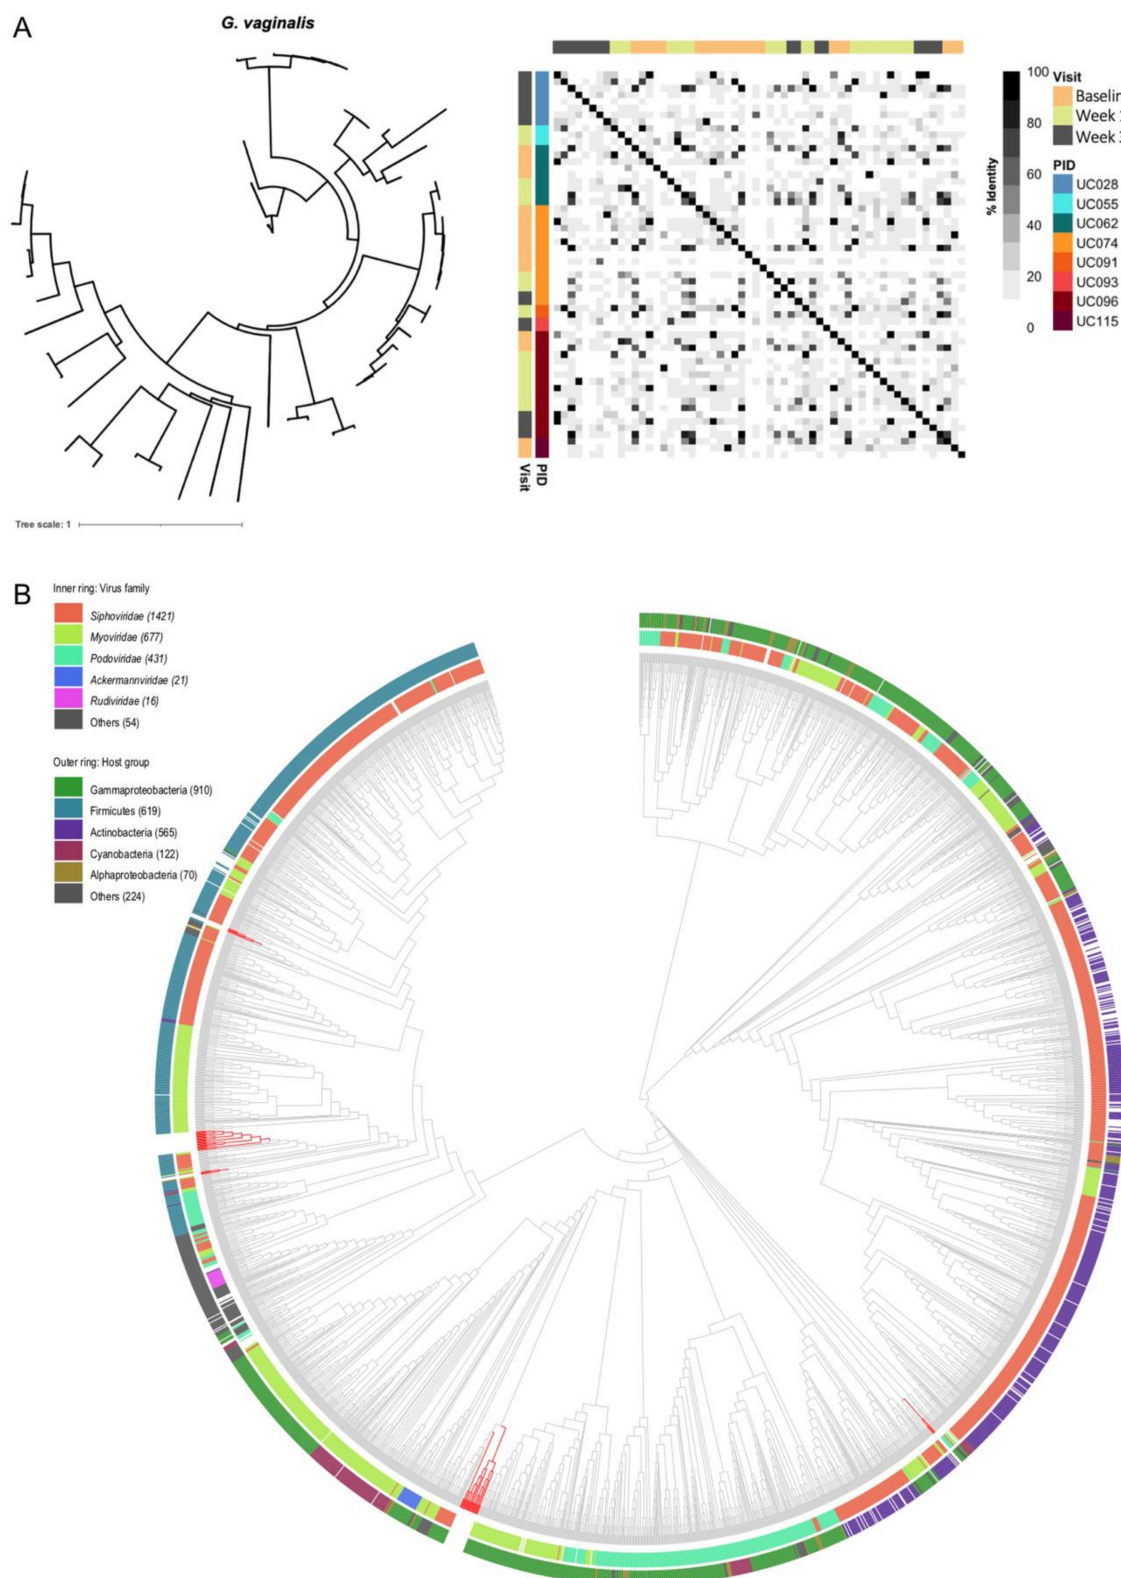 A
G. vaginalis
Tree scale: 1
Visit
PID
% Identity
100
80
60
40
20
0
Visit
Baselin
Week 1
Week 3
PID
UC028
UC055
UC062
UC074
UC091
UC093
UC096
UC115
B
Inner ring: Virus family
Siphoviridae (1421)
Myoviridae (677)
Podoviridae (431)
Ackermannviridae (21)
Rudiviridae (16)
Others (54)
Outer ring: Host group
Gammaproteobacteria (910)
Firmicutes (619)
Actinobacteria (565)
Cyanobacteria (122)
Alphaproteobacteria (70)
Others (224)